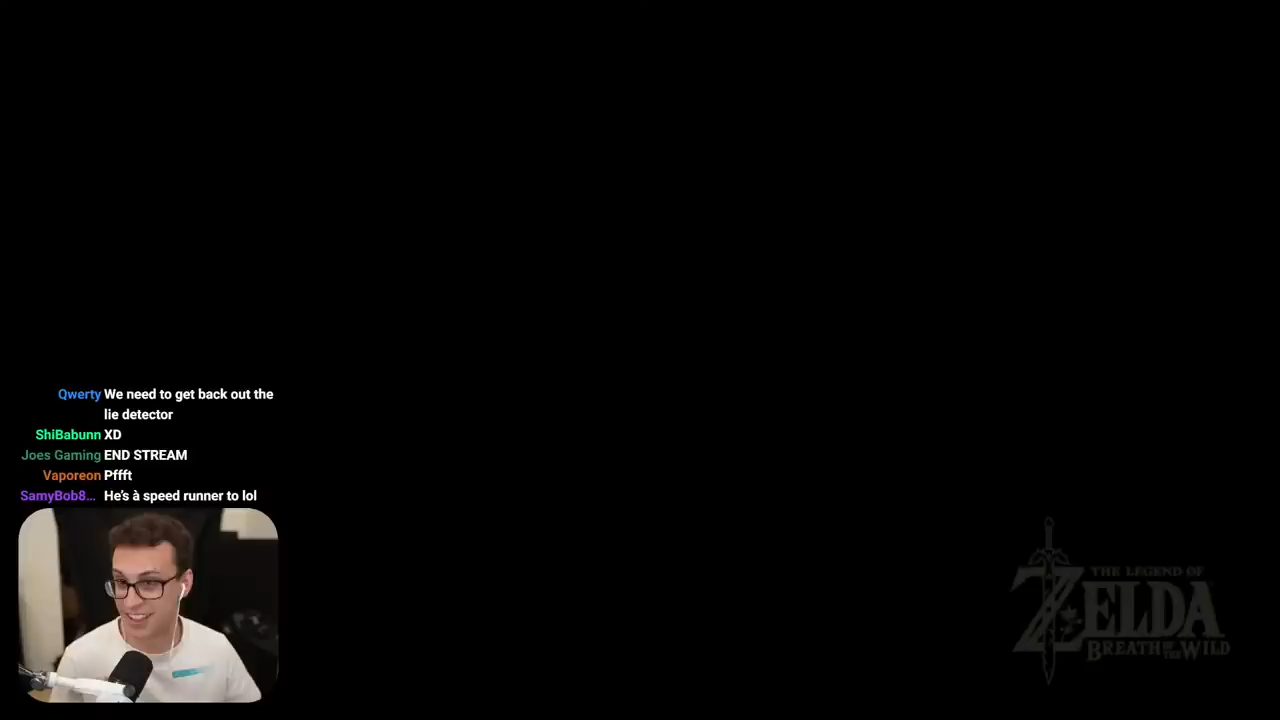 Qwerty We need to get back out the
lie detector
ShiBabunn XD
Joes Gaming END STREAM
Vaporeon Pffft
SamyBob8... He's à speed runner to lol
THE LEGEND OF
ZELDA
BREATH OF THE WILD